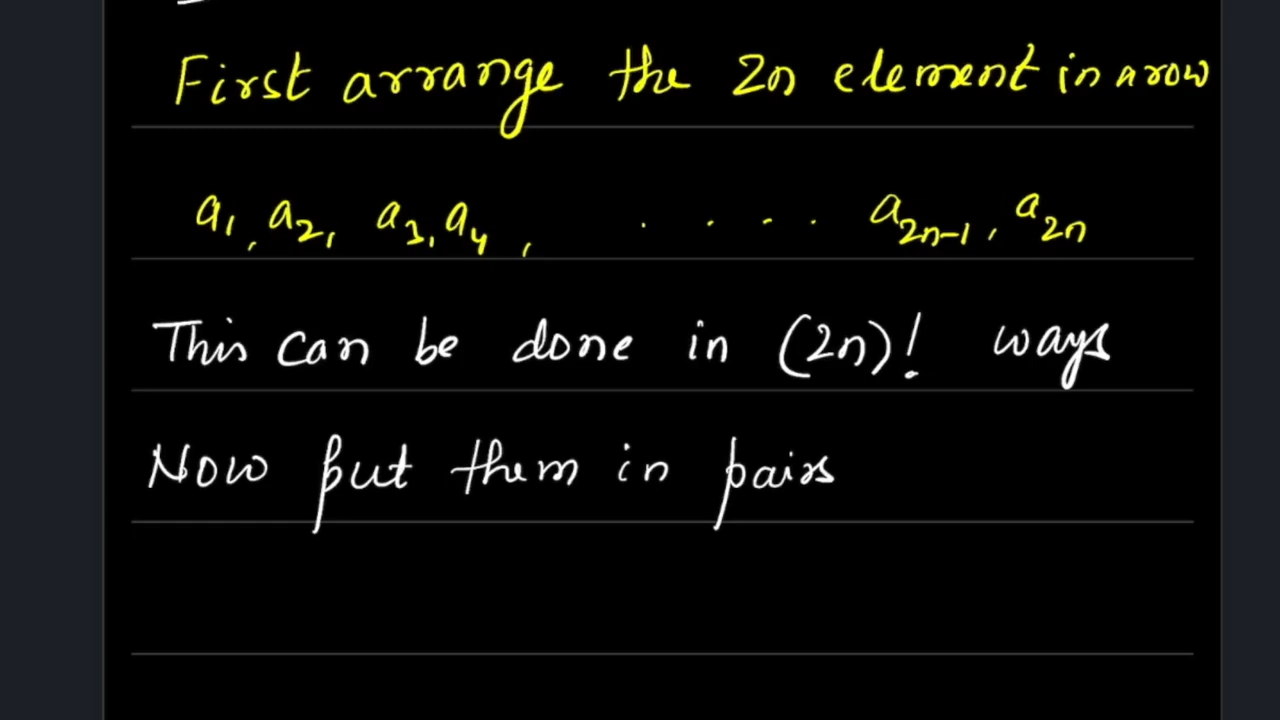 First arrange the 2n element in a row
a₁, a₂, a₃, a₄, . . . . a₂ₙ₋₁, a₂ₙ
This can be done in (2n)! ways
Now put them in pairs